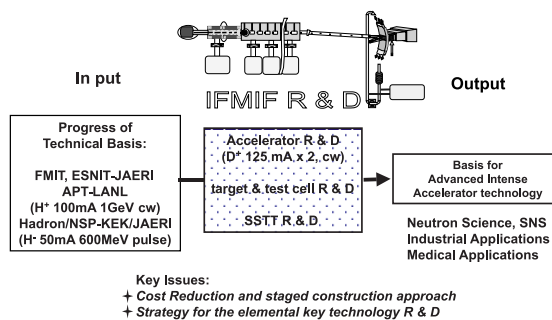 In put
Output
IFMIF R & D
Progress of
Technical Basis:
FMIT, ESNIT-JAERI
APT-LANL
(H+ 100mA 1GeV cw)
Hadron/NSP-KEK/JAERI
(H- 50mA 600MeV pulse)
Accelerator R & D
(D+ 125 mA x 2, cw)
target & test cell R & D
SSTT R & D
Basis for
Advanced Intense
Accelerator technology
Neutron Science, SNS
Industrial Applications
Medical Applications
Key Issues:
Cost Reduction and staged construction approach
Strategy for the elemental key technology R & D